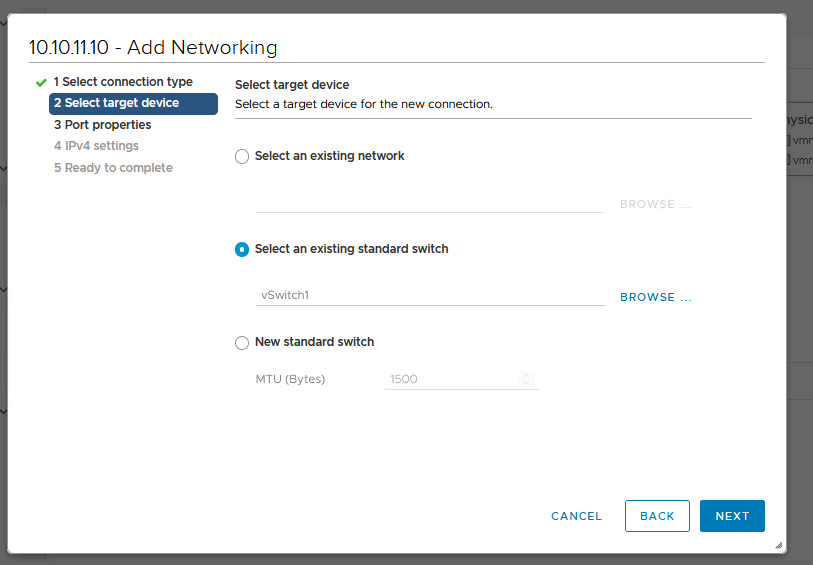 10.10.11.10 - Add Networking
1 Select connection type
2 Select target device
3 Port properties
4 IPv4 settings
5 Ready to complete
Select target device
Select a target device for the new connection.
Select an existing network
BROWSE ...
Select an existing standard switch
vSwitch1
BROWSE ...
New standard switch
MTU (Bytes) 1500
CANCEL BACK NEXT